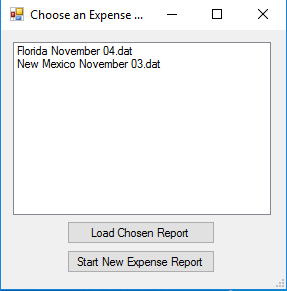 Choose an Expense ...
Florida November 04.dat
New Mexico November 03.dat
Load Chosen Report
Start New Expense Report